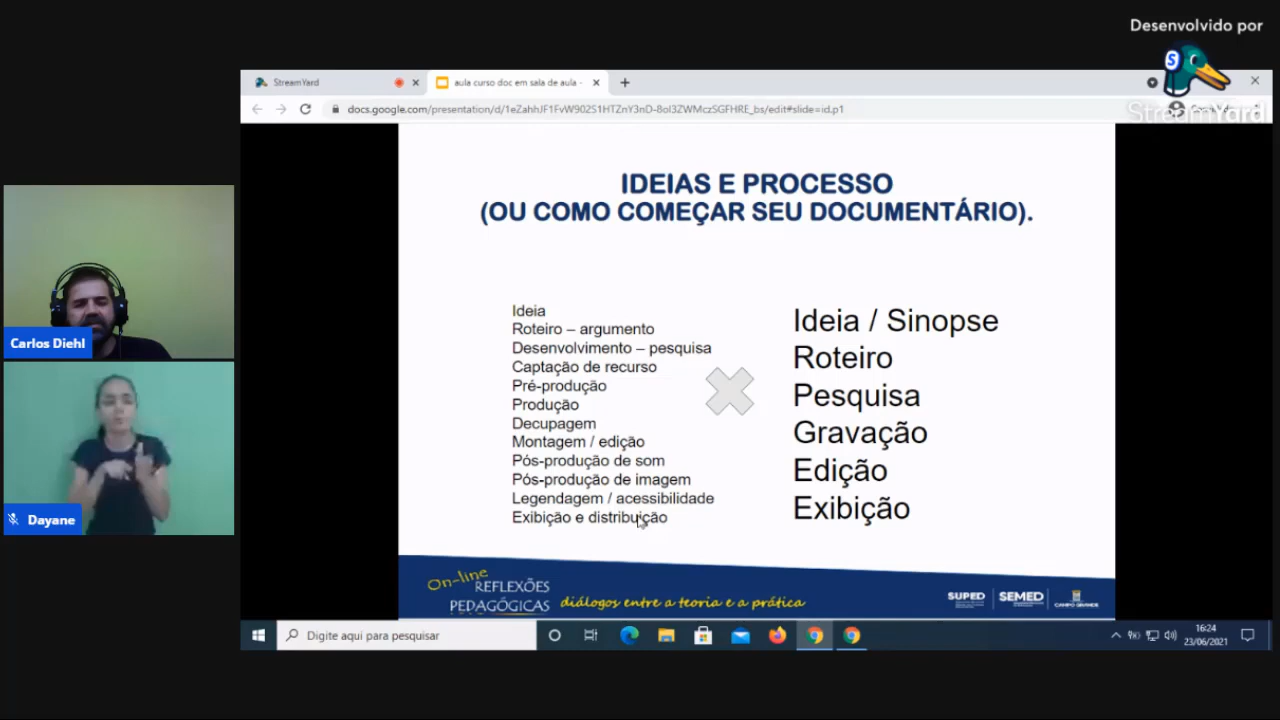 Desenvolvido por
StreamYard
StreamYard
aula curso doc em sala de aula -
docs.google.com/presentation/d/1eZahhJF1FvW902S1HTZnY3nD-8ol3ZWMczSGFHRE_bs/edit#slide=id.p1
IDEIAS E PROCESSO
(OU COMO COMEÇAR SEU DOCUMENTÁRIO).
Ideia
Roteiro – argumento
Desenvolvimento – pesquisa
Captação de recurso
Pré-produção
Produção
Decupagem
Montagem / edição
Pós-produção de som
Pós-produção de imagem
Legendagem / acessibilidade
Exibição e distribuição
Ideia / Sinopse
Roteiro
Pesquisa
Gravação
Edição
Exibição
Carlos Diehl
Dayane
On-line
REFLEXÕES
PEDAGÓGICAS
diálogos entre a teoria e a prática
SUPED
SEMED
CAMPO GRANDE
Digite aqui para pesquisar
16:24
23/06/2021